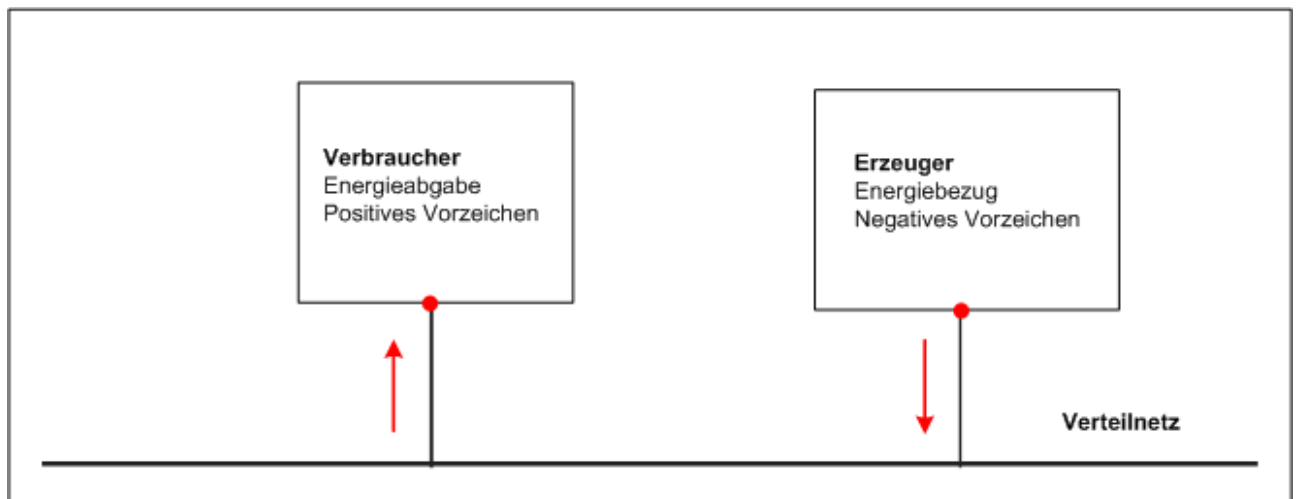 Verbraucher
Energieabgabe
Positives Vorzeichen
Erzeuger
Energiebezug
Negatives Vorzeichen
Verteilnetz